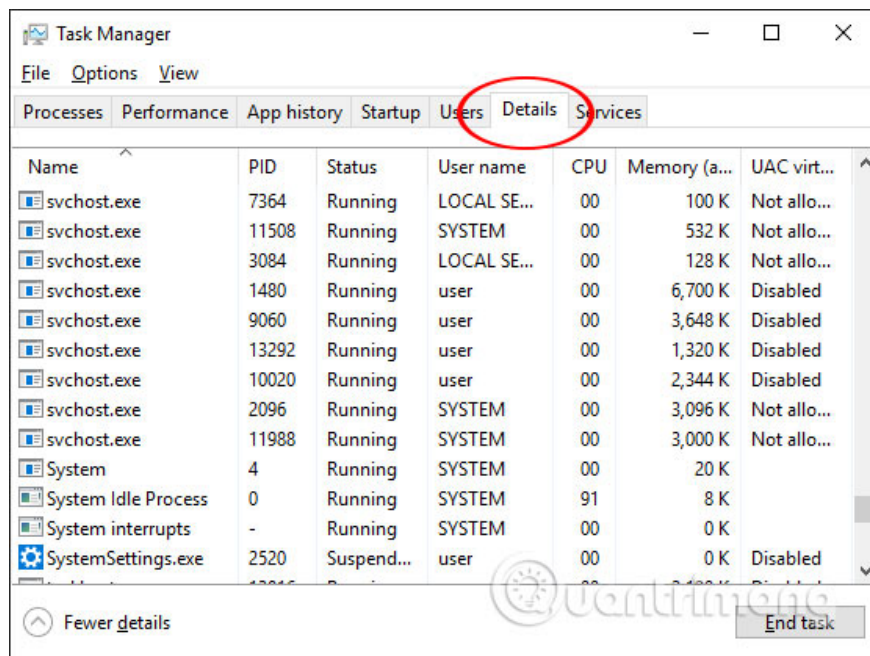 Task Manager
File Options View
Processes Performance App history Startup Users Details Services
Name PID Status User name CPU Memory (a... UAC virt...
svchost.exe 7364 Running LOCAL SE... 00 100 K Not allo...
svchost.exe 11508 Running SYSTEM 00 532 K Not allo...
svchost.exe 3084 Running LOCAL SE... 00 128 K Not allo...
svchost.exe 1480 Running user 00 6,700 K Disabled
svchost.exe 9060 Running user 00 3,648 K Disabled
svchost.exe 13292 Running user 00 1,320 K Disabled
svchost.exe 10020 Running user 00 2,344 K Disabled
svchost.exe 2096 Running SYSTEM 00 3,096 K Not allo...
svchost.exe 11988 Running SYSTEM 00 3,000 K Not allo...
System 4 Running SYSTEM 00 20 K
System Idle Process 0 Running SYSTEM 91 8 K
System interrupts - Running SYSTEM 00 0 K
SystemSettings.exe 2520 Suspend... user 00 0 K Disabled
Quantrimang
Fewer details End task